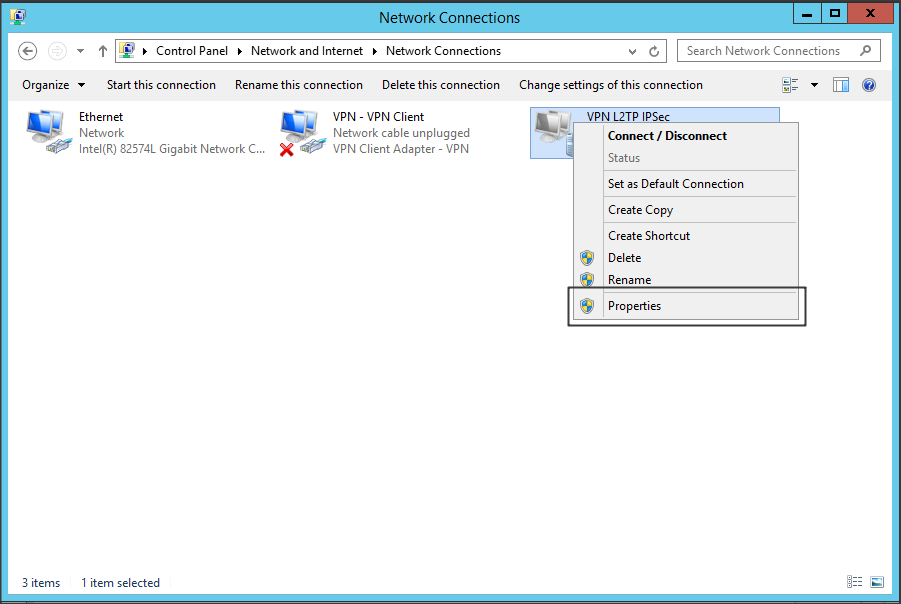 Network Connections
Control Panel Network and Internet Network Connections
Search Network Connections
Organize Start this connection Rename this connection Delete this connection Change settings of this connection
Ethernet
Network
Intel(R) 82574L Gigabit Network C...
VPN - VPN Client
Network cable unplugged
VPN Client Adapter - VPN
VPN L2TP IPSec
Connect / Disconnect
Status
Set as Default Connection
Create Copy
Create Shortcut
Delete
Rename
Properties
3 items 1 item selected